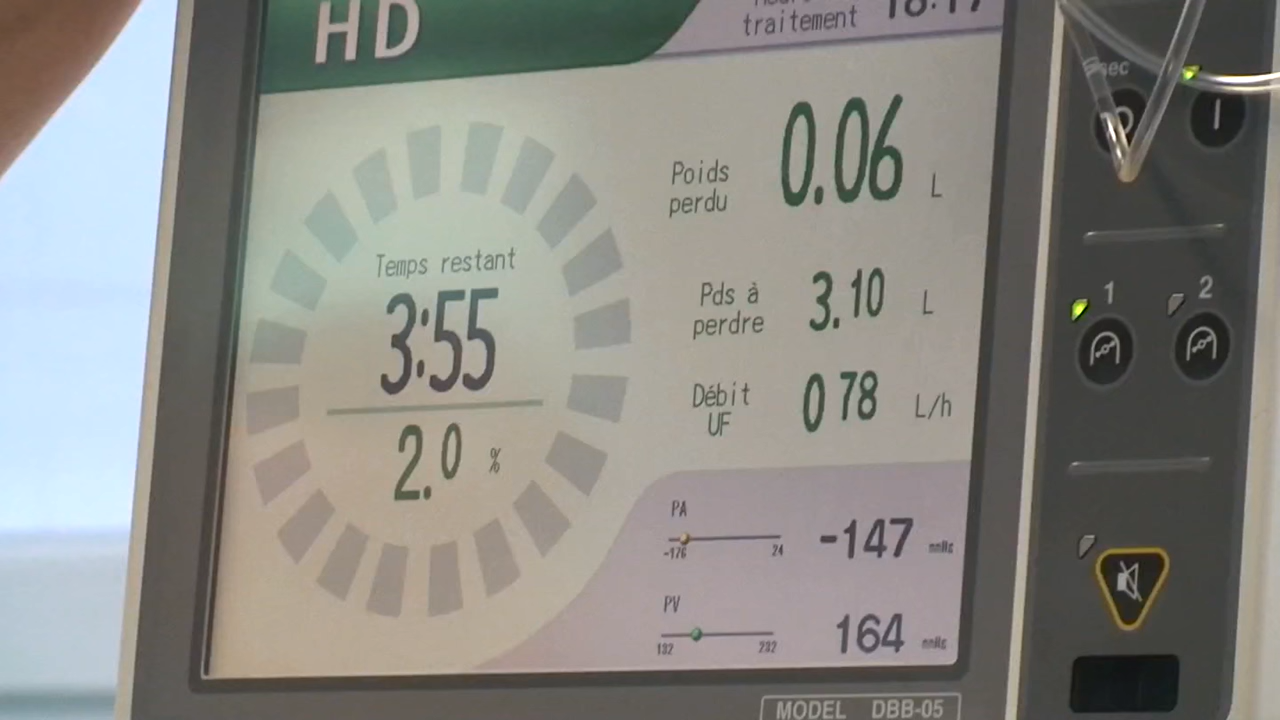 HD
traitement
sec
Poids
perdu
0.06 L
Temps restant
3:55
2.0 %
Pds à
perdre
3.10 L
Débit
UF
0 78 L/h
1 2
PA
-147 mmHg
-176 24
PV
164 mmHg
132 232
MODEL DBB-05